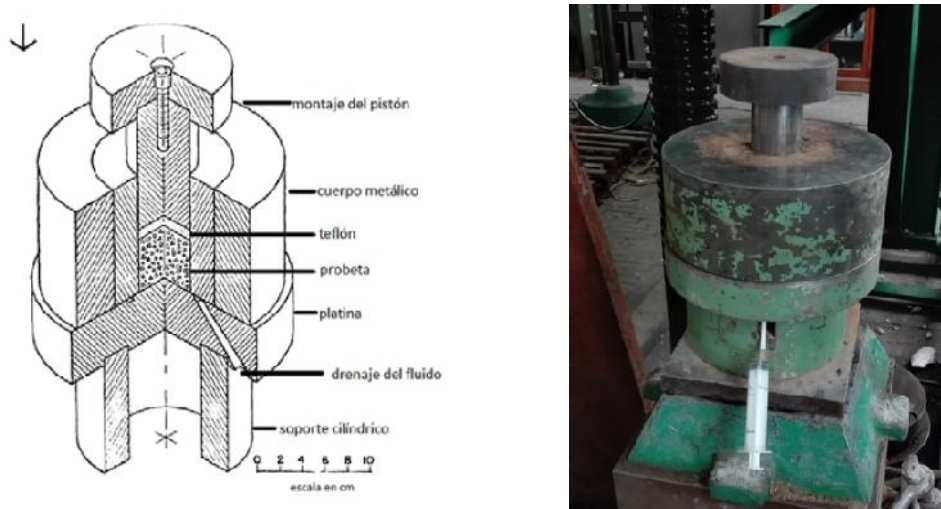 montaje del pistón
cuerpo metálico
teflón
probeta
platina
drenaje del fluido
soporte cilíndrico
0 2 4 6 8 10
escala en cm